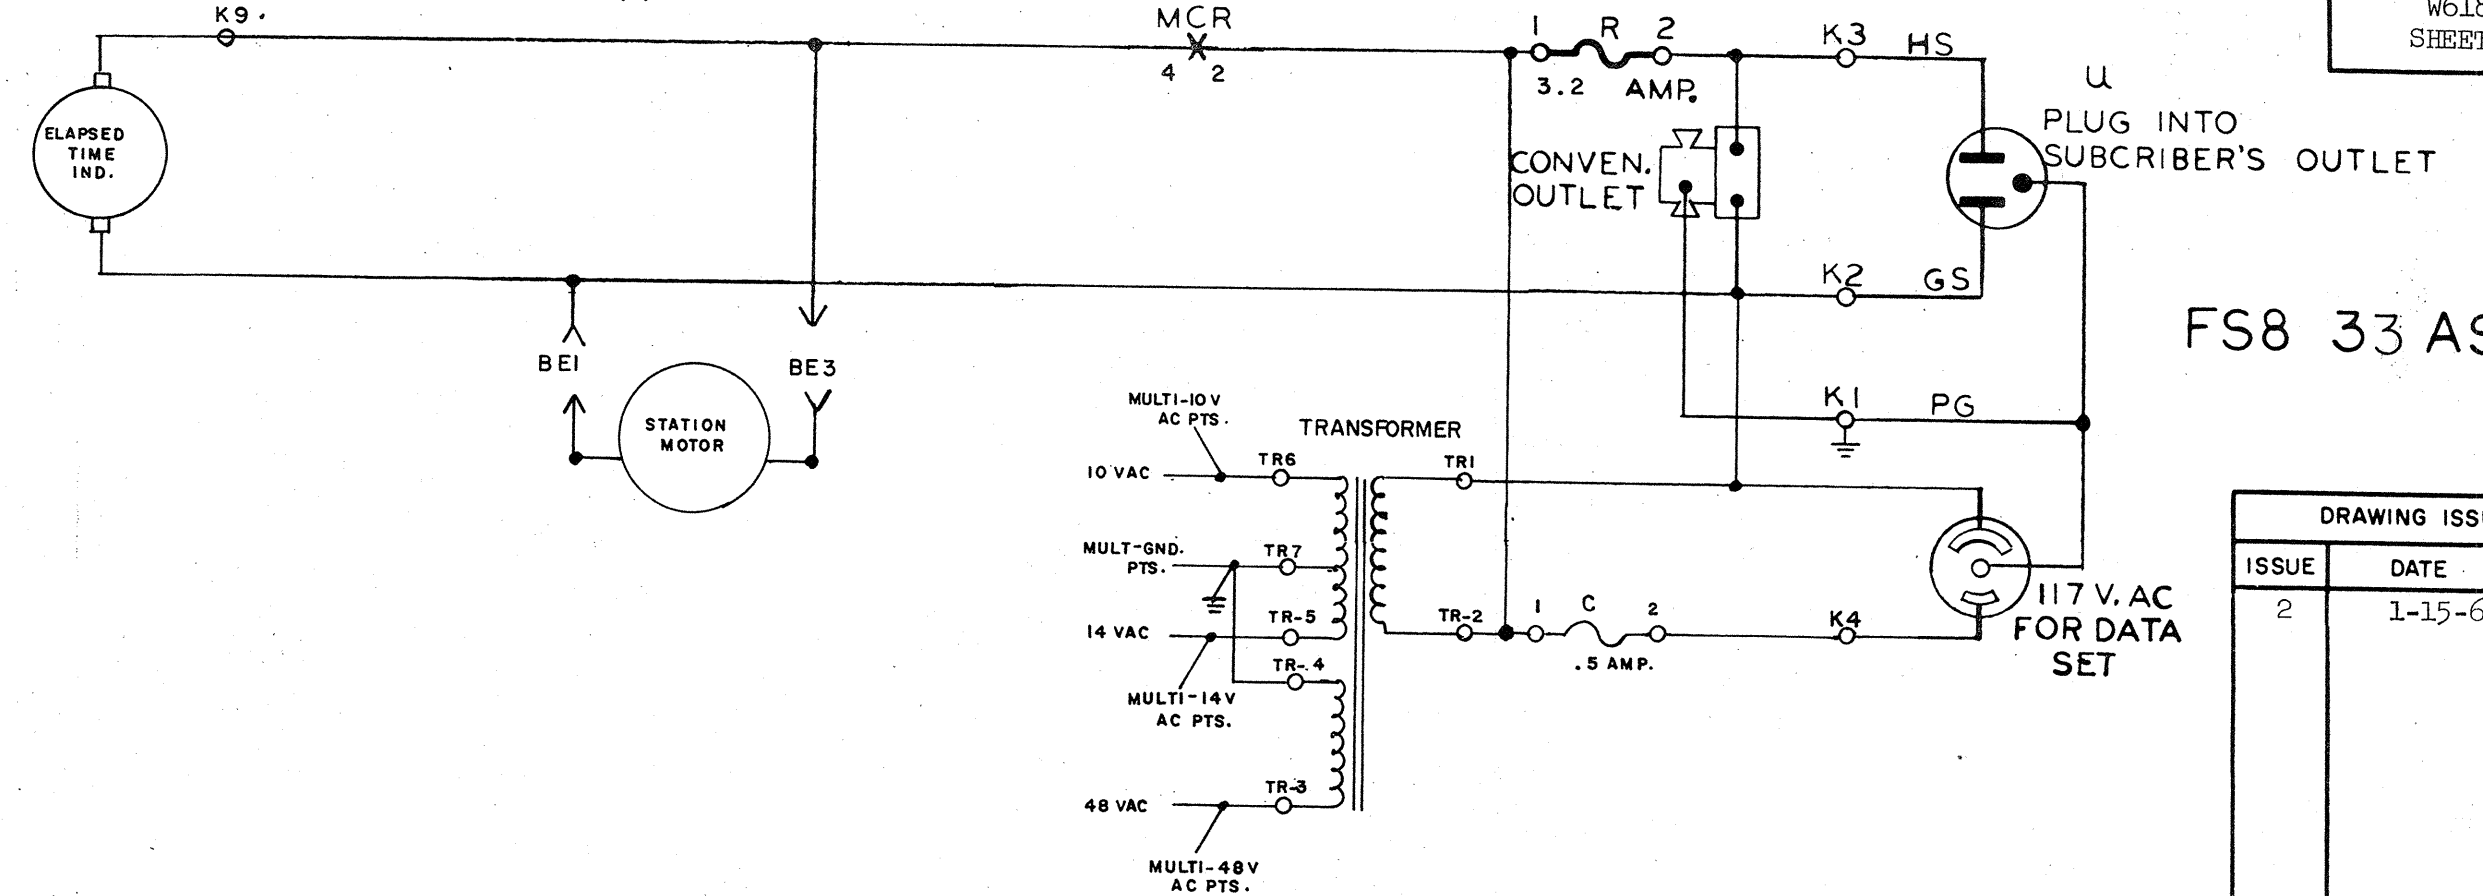 K9.
MCR
4 2
1 R 2
3.2 AMP.
K3 HS
SHEET
U
PLUG INTO
SUBCRIBER'S OUTLET
ELAPSED
TIME
IND.
CONVEN.
OUTLET
K2 GS
FS8 33 AS
BE1
BE3
STATION
MOTOR
K1 PG
MULTI-10V
AC PTS.
TRANSFORMER
10 VAC
TR6
TR1
MULT-GND.
PTS.
TR7
14 VAC
TR-5
TR-2
1 C 2
.5 AMP.
K4
117 V. AC
FOR DATA
SET
TR-.4
MULTI-14V
AC PTS.
48 VAC
TR-3
MULTI-48V
AC PTS.
DRAWING ISSU
ISSUE DATE
2 1-15-6